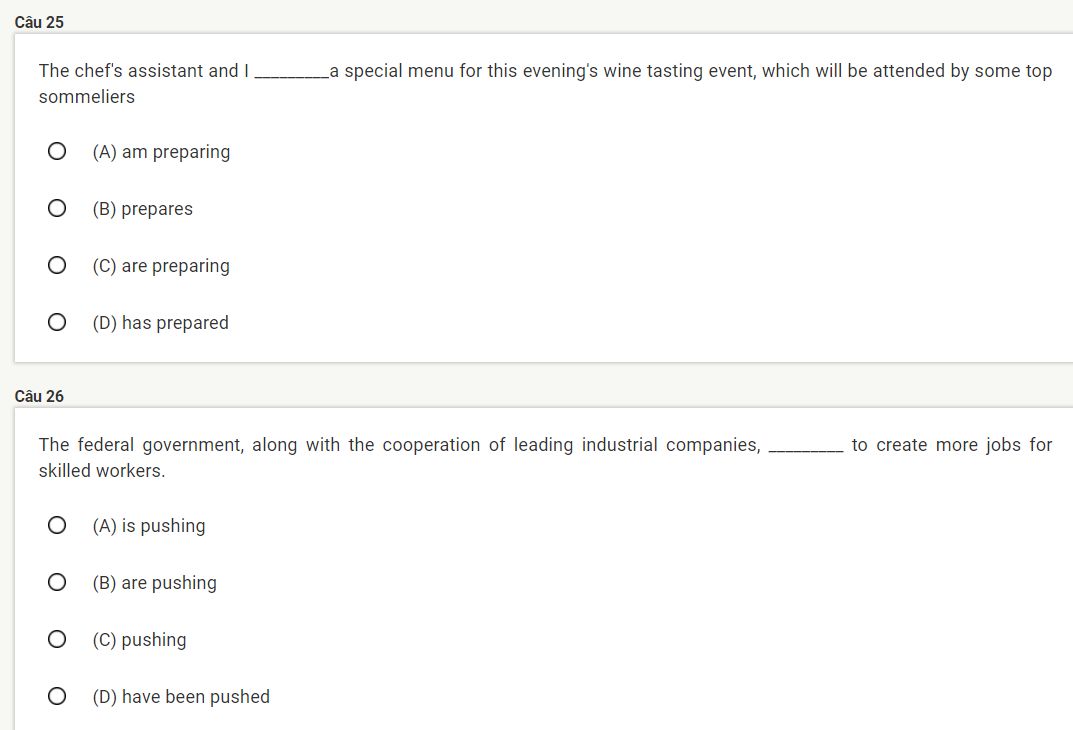 Câu 25
The chef's assistant and I _________a special menu for this evening's wine tasting event, which will be attended by some top
sommeliers
(A) am preparing
(B) prepares
(C) are preparing
(D) has prepared
Câu 26
The federal government, along with the cooperation of leading industrial companies, _________ to create more jobs for
skilled workers.
(A) is pushing
(B) are pushing
(C) pushing
(D) have been pushed